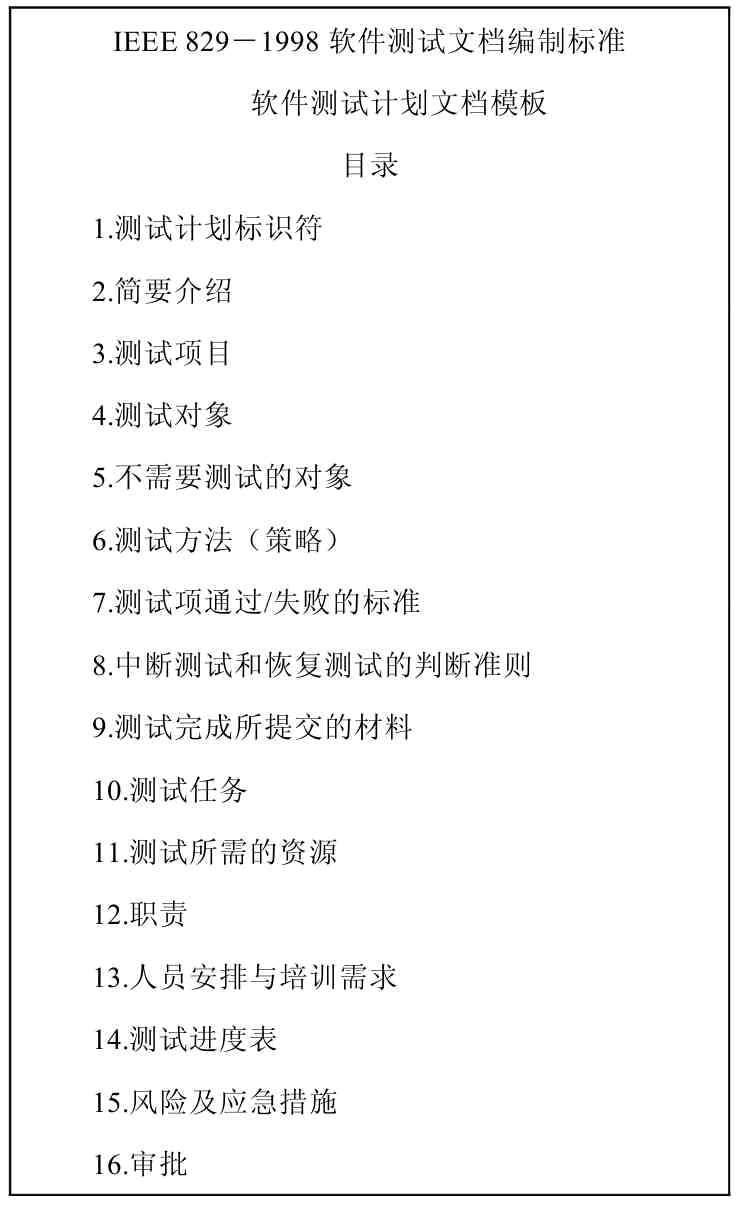 IEEE 829－1998 软件测试文档编制标准
软件测试计划文档模板
目录
1.测试计划标识符
2.简要介绍
3.测试项目
4.测试对象
5.不需要测试的对象
6.测试方法（策略）
7.测试项通过/失败的标准
8.中断测试和恢复测试的判断准则
9.测试完成所提交的材料
10.测试任务
11.测试所需的资源
12.职责
13.人员安排与培训需求
14.测试进度表
15.风险及应急措施
16.审批